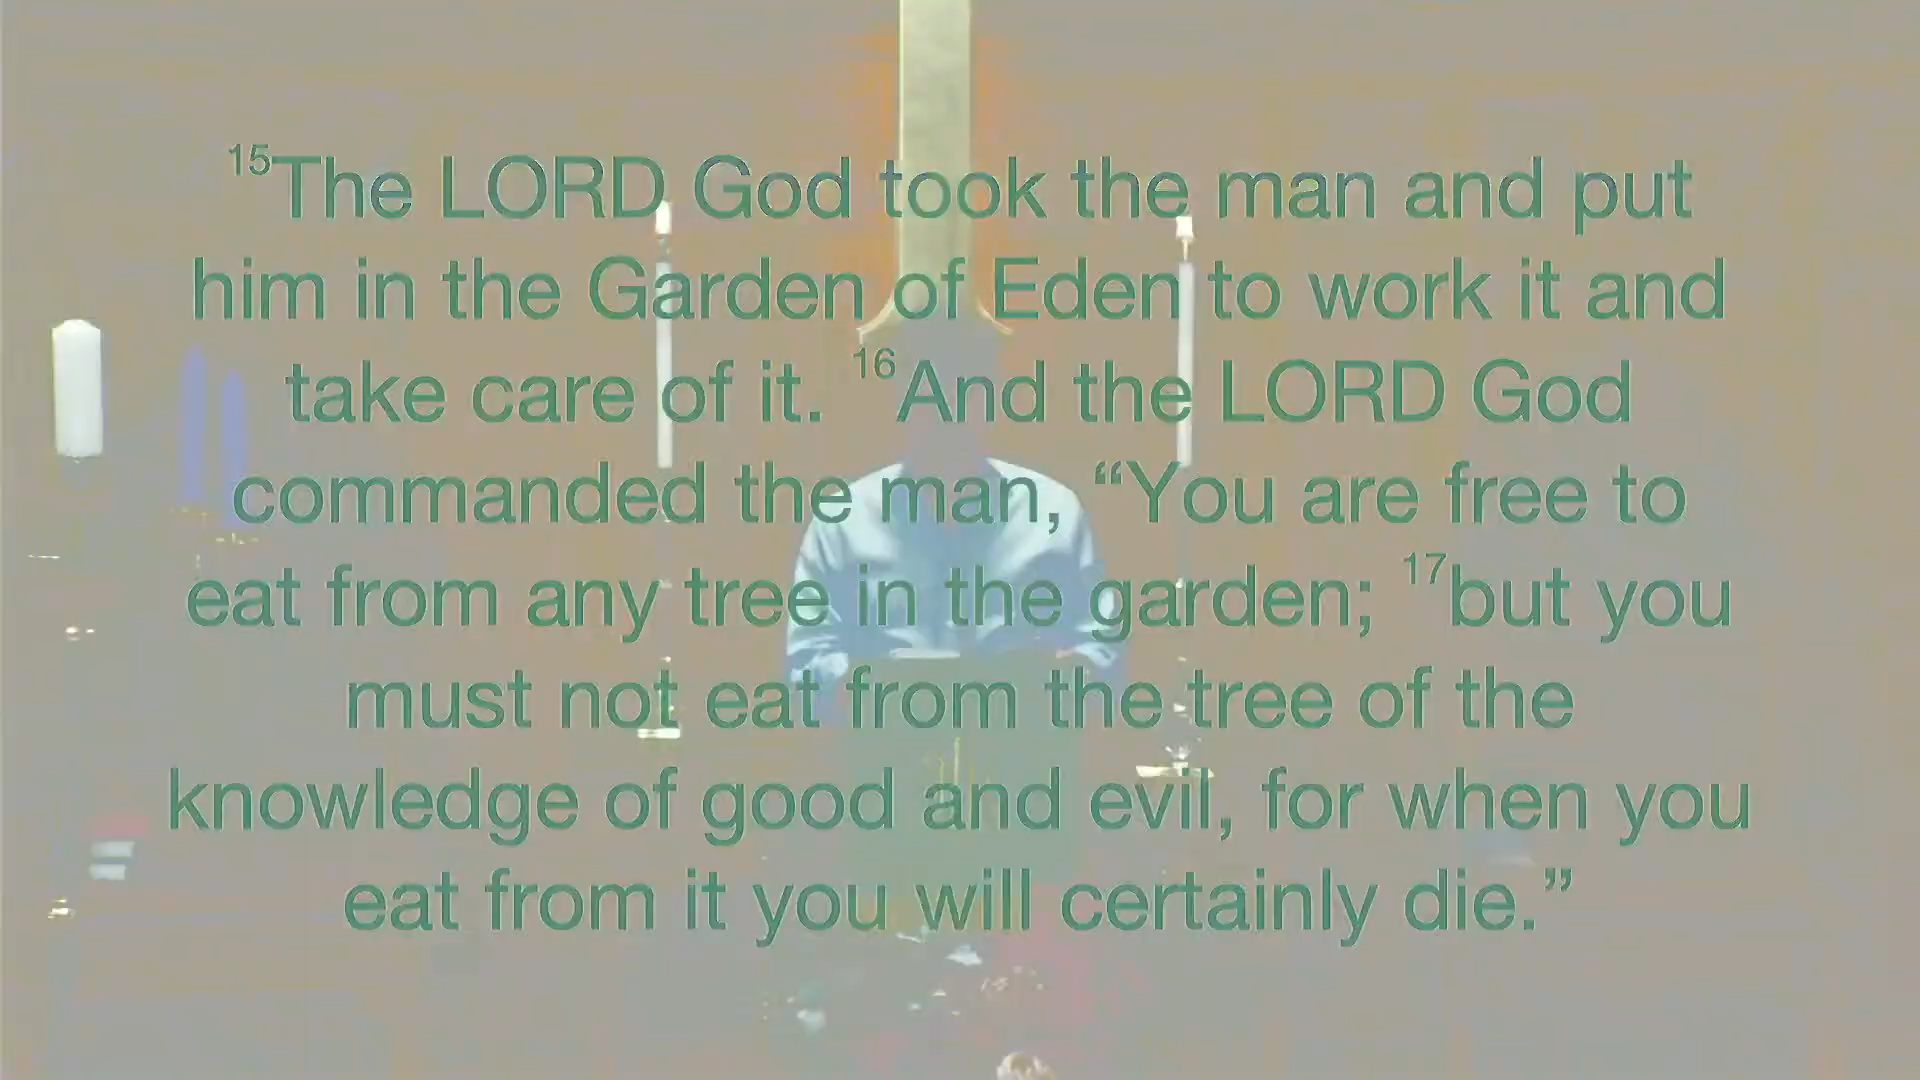 ¹⁵The LORD God took the man and put
him in the Garden of Eden to work it and
take care of it. ¹⁶And the LORD God
commanded the man, “You are free to
eat from any tree in the garden; ¹⁷but you
must not eat from the tree of the
knowledge of good and evil, for when you
eat from it you will certainly die.”